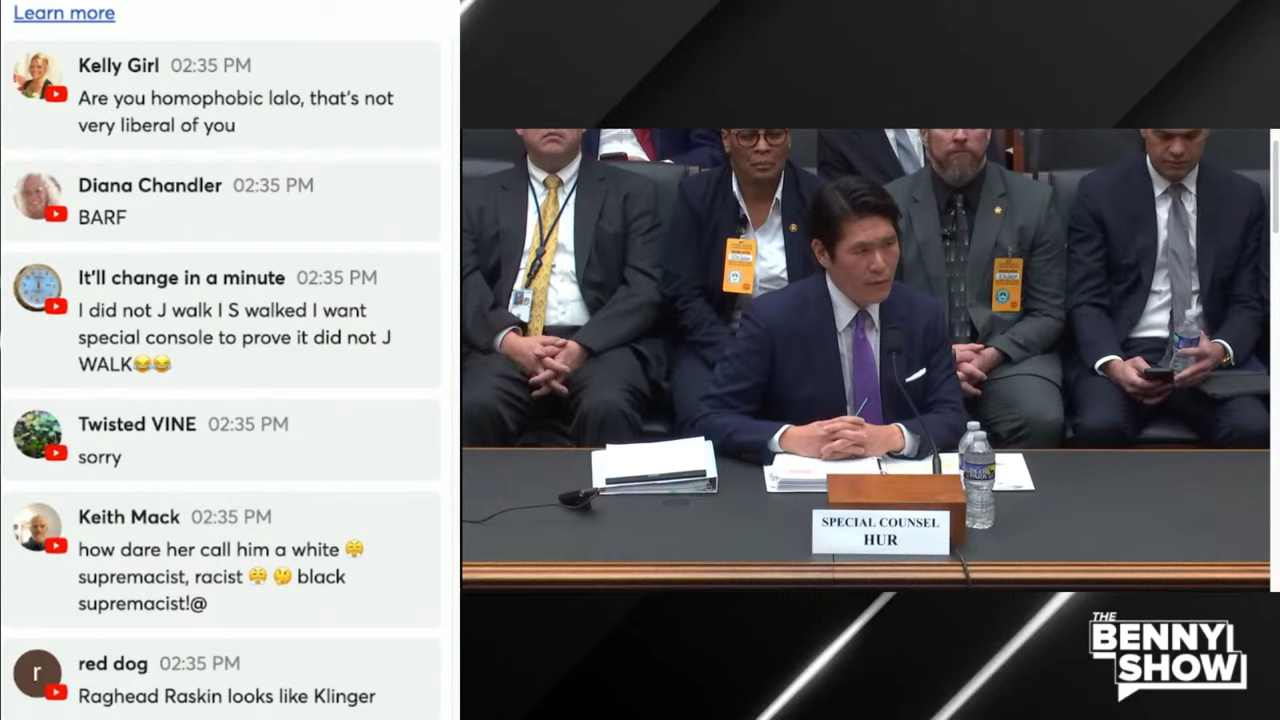 Learn more
Kelly Girl 02:35 PM
Are you homophobic lalo, that's not
very liberal of you
Diana Chandler 02:35 PM
BARF
It'll change in a minute 02:35 PM
I did not J walk I S walked I want
special console to prove it did not J
WALK😂😂
Twisted VINE 02:35 PM
sorry
Keith Mack 02:35 PM
how dare her call him a white 😤
supremacist, racist 😤 🤔 black
supremacist!@
r
red dog 02:35 PM
Raghead Raskin looks like Klinger
SPECIAL COUNSEL
HUR
DEER
PARK
THE
BENNY
SHOW